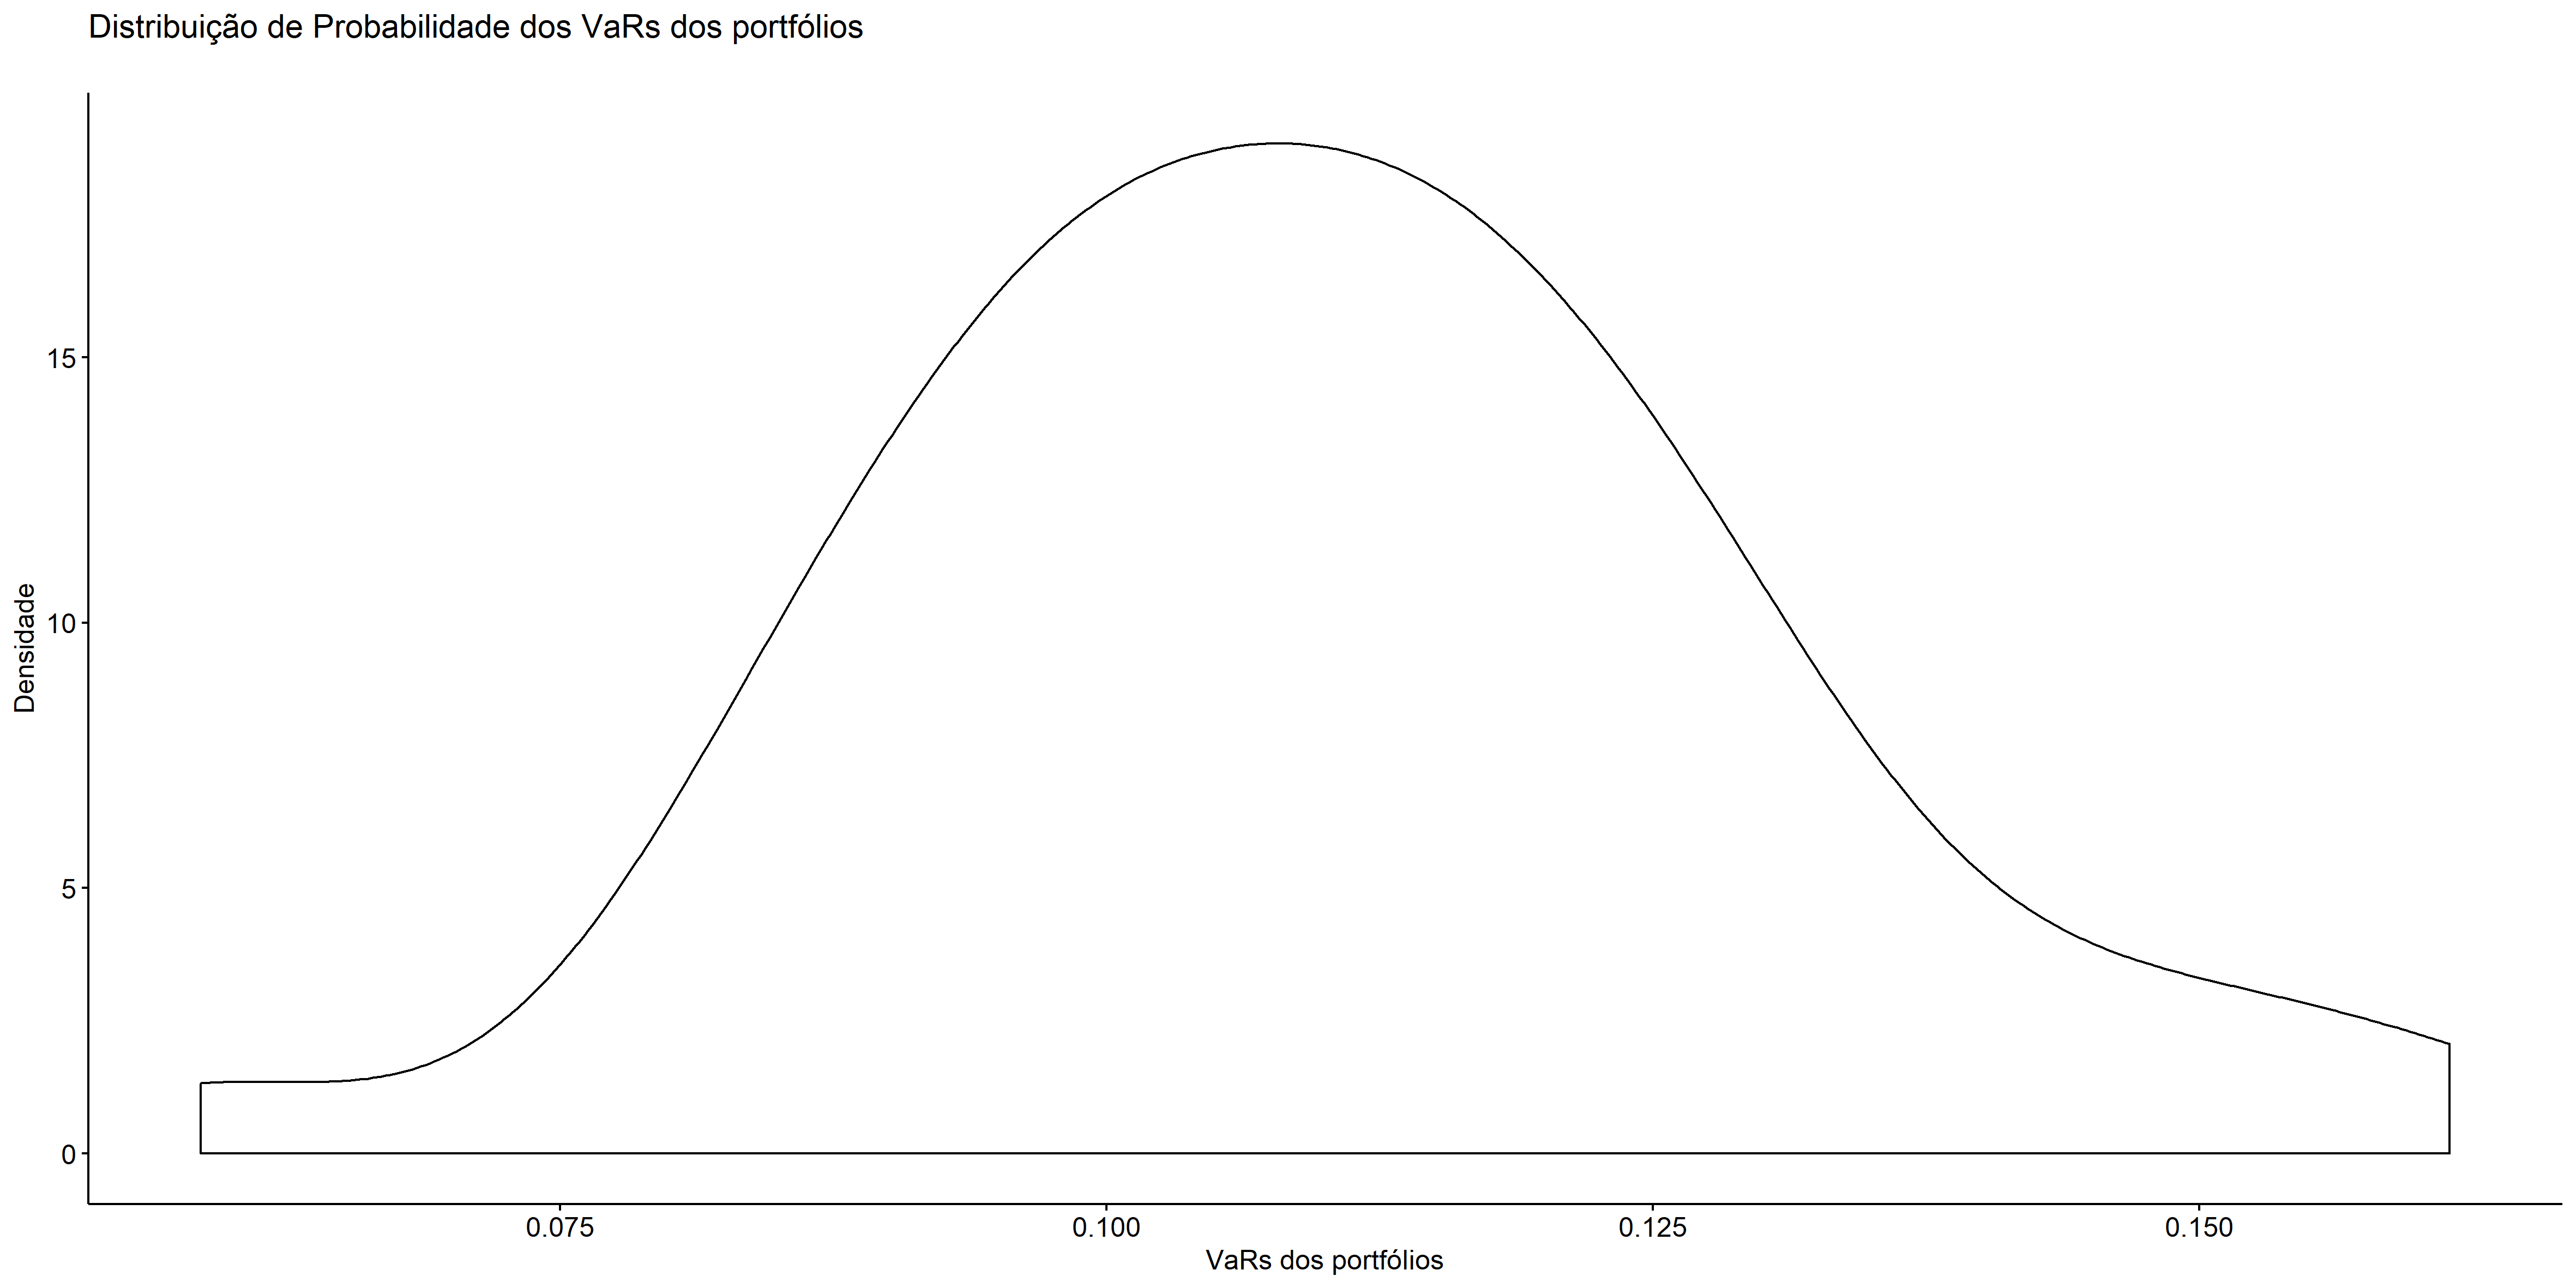 Distribuição de Probabilidade dos VaRs dos portfólios
Densidade
15
10
5
0
0.075
0.100
0.125
0.150
VaRs dos portfólios